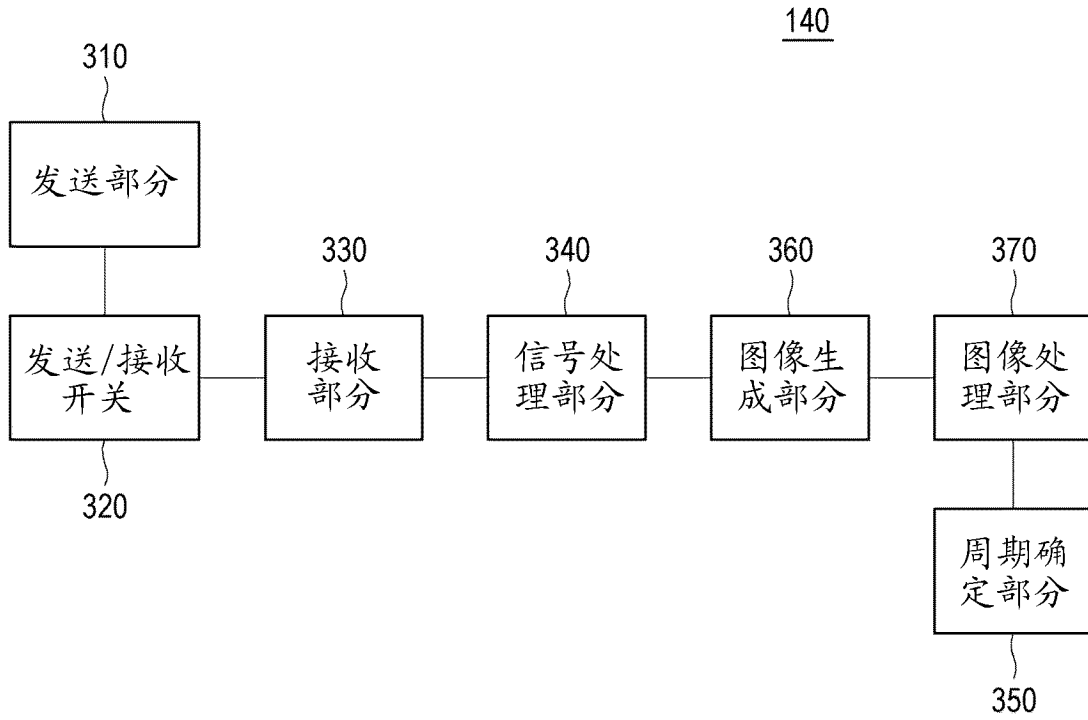 140
310
发送部分
330
340
360
370
发送/接收
开关
接收
部分
信号处
理部分
图像生
成部分
图像处
理部分
320
周期确
定部分
350